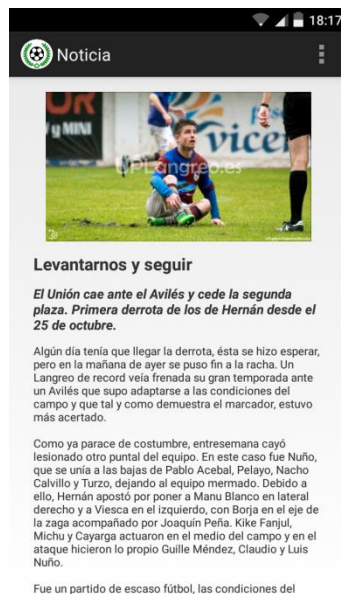 18:17
Noticia
UR
y MINI
vice
UPLangreo.es
Levantarnos y seguir
El Unión cae ante el Avilés y cede la segunda
plaza. Primera derrota de los de Hernán desde el
25 de octubre.
Algún día tenía que llegar la derrota, ésta se hizo esperar,
pero en la mañana de ayer se puso fin a la racha. Un
Langreo de record veía frenada su gran temporada ante
un Avilés que supo adaptarse a las condiciones del
campo y que tal y como demuestra el marcador, estuvo
más acertado.
Como ya parace de costumbre, entresemana cayó
lesionado otro puntal del equipo. En este caso fue Nuño,
que se unía a las bajas de Pablo Acebal, Pelayo, Nacho
Calvillo y Turzo, dejando al equipo mermado. Debido a
ello, Hernán apostó por poner a Manu Blanco en lateral
derecho y a Viesca en el izquierdo, con Borja en el eje de
la zaga acompañado por Joaquín Peña. Kike Fanjul,
Michu y Cayarga actuaron en el medio del campo y en el
ataque hicieron lo propio Guille Méndez, Claudio y Luis
Nuño.
Fue un partido de escaso fútbol, las condiciones del